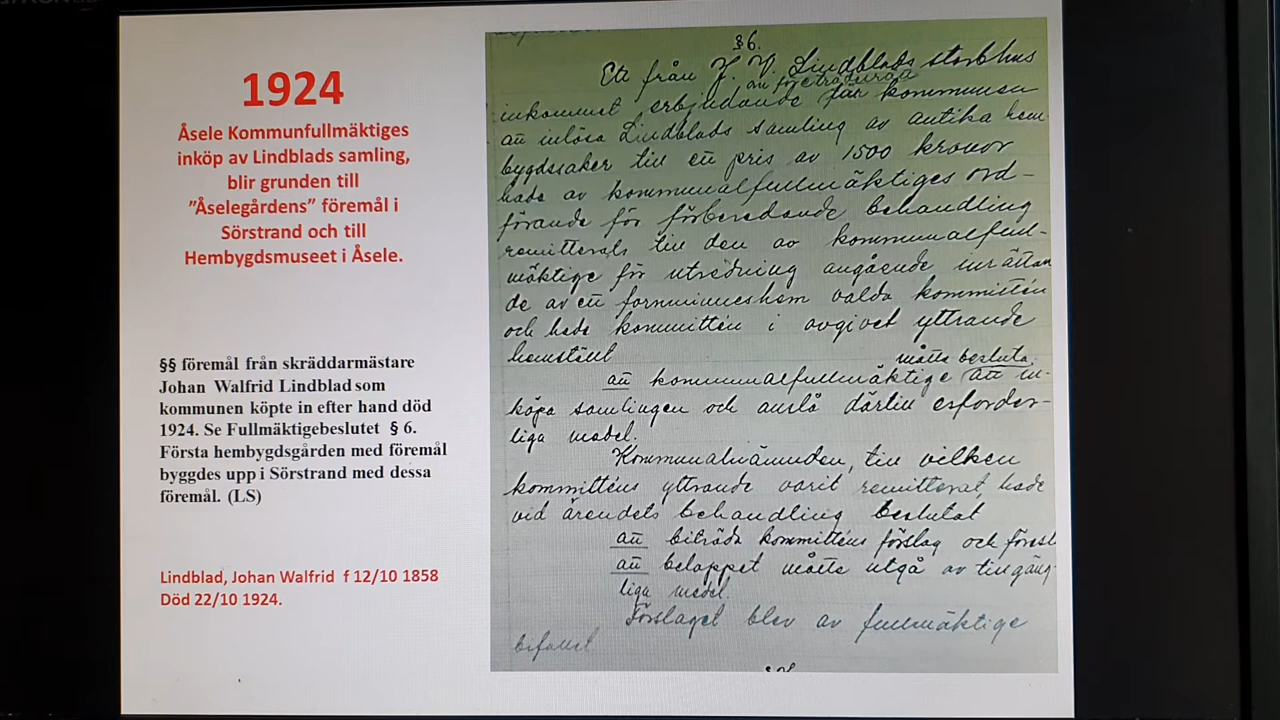 1924
Åsele Kommunfullmäktiges
inköp av Lindblads samling,
blir grunden till
”Åselegårdens” föremål i
Sörstrand och till
Hembygdsmuseet i Åsele.
§§ föremål från skräddarmästare
Johan Walfrid Lindblad som
kommunen köpte in efter hand död
1924. Se Fullmäktigebeslutet § 6.
Första hembygdsgården med föremål
byggdes upp i Sörstrand med dessa
föremål. (LS)
Lindblad, Johan Walfrid f 12/10 1858
Död 22/10 1924.
§6.
Ett från J. W. Lindblads sterbhus
inkommet erbjudande för kommunen
att inlösa Lindblads samling av antika hem-
bygdssaker till ett pris av 1500 kronor
hade av kommunalfullmäktiges ord-
förande för förberedande behandling
remitterats till den av kommunalfull-
mäktige för utredning angående inrättan
de av ett fornminneshem valda kommittén
och hade kommittén i avgivet yttrande
hemställt måtte besluta
att kommunalfullmäktige att in-
köpa samlingen och anslå därtill erforder-
liga medel.
Kommunalnämnden, till vilken
kommitténs yttrande varit remitterat, hade
vid ärendets behandling beslutat
att biträda kommitténs förslag och förest
att beloppet måtte utgå av tillgäng-
liga medel.
Förslaget blev av fullmäktige
bifallet